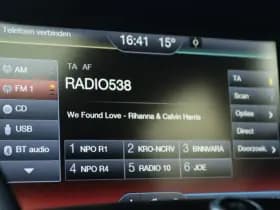 Telefoon verbinden
16:41 15°
AM
FM 1
CD
USB
BT audio
TA AF
RADIO538
We Found Love - Rihanna & Calvin Harris
1 NPO R1
2 KRO-NCRV
3 BNNVARA
4 NPO R4
5 RADIO 10
6 JOE
TA
Scan
Opties
Direct
Doorzoek.